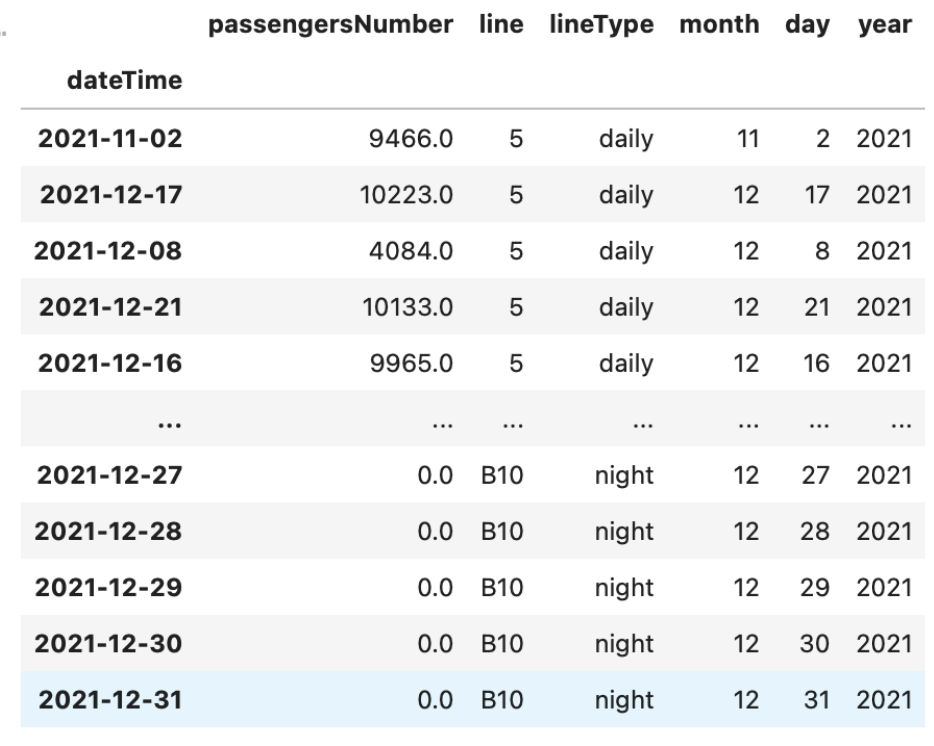 passengersNumber line lineType month day year
dateTime
2021-11-02 9466.0 5 daily 11 2 2021
2021-12-17 10223.0 5 daily 12 17 2021
2021-12-08 4084.0 5 daily 12 8 2021
2021-12-21 10133.0 5 daily 12 21 2021
2021-12-16 9965.0 5 daily 12 16 2021
... ... ... ... ... ... ...
2021-12-27 0.0 B10 night 12 27 2021
2021-12-28 0.0 B10 night 12 28 2021
2021-12-29 0.0 B10 night 12 29 2021
2021-12-30 0.0 B10 night 12 30 2021
2021-12-31 0.0 B10 night 12 31 2021